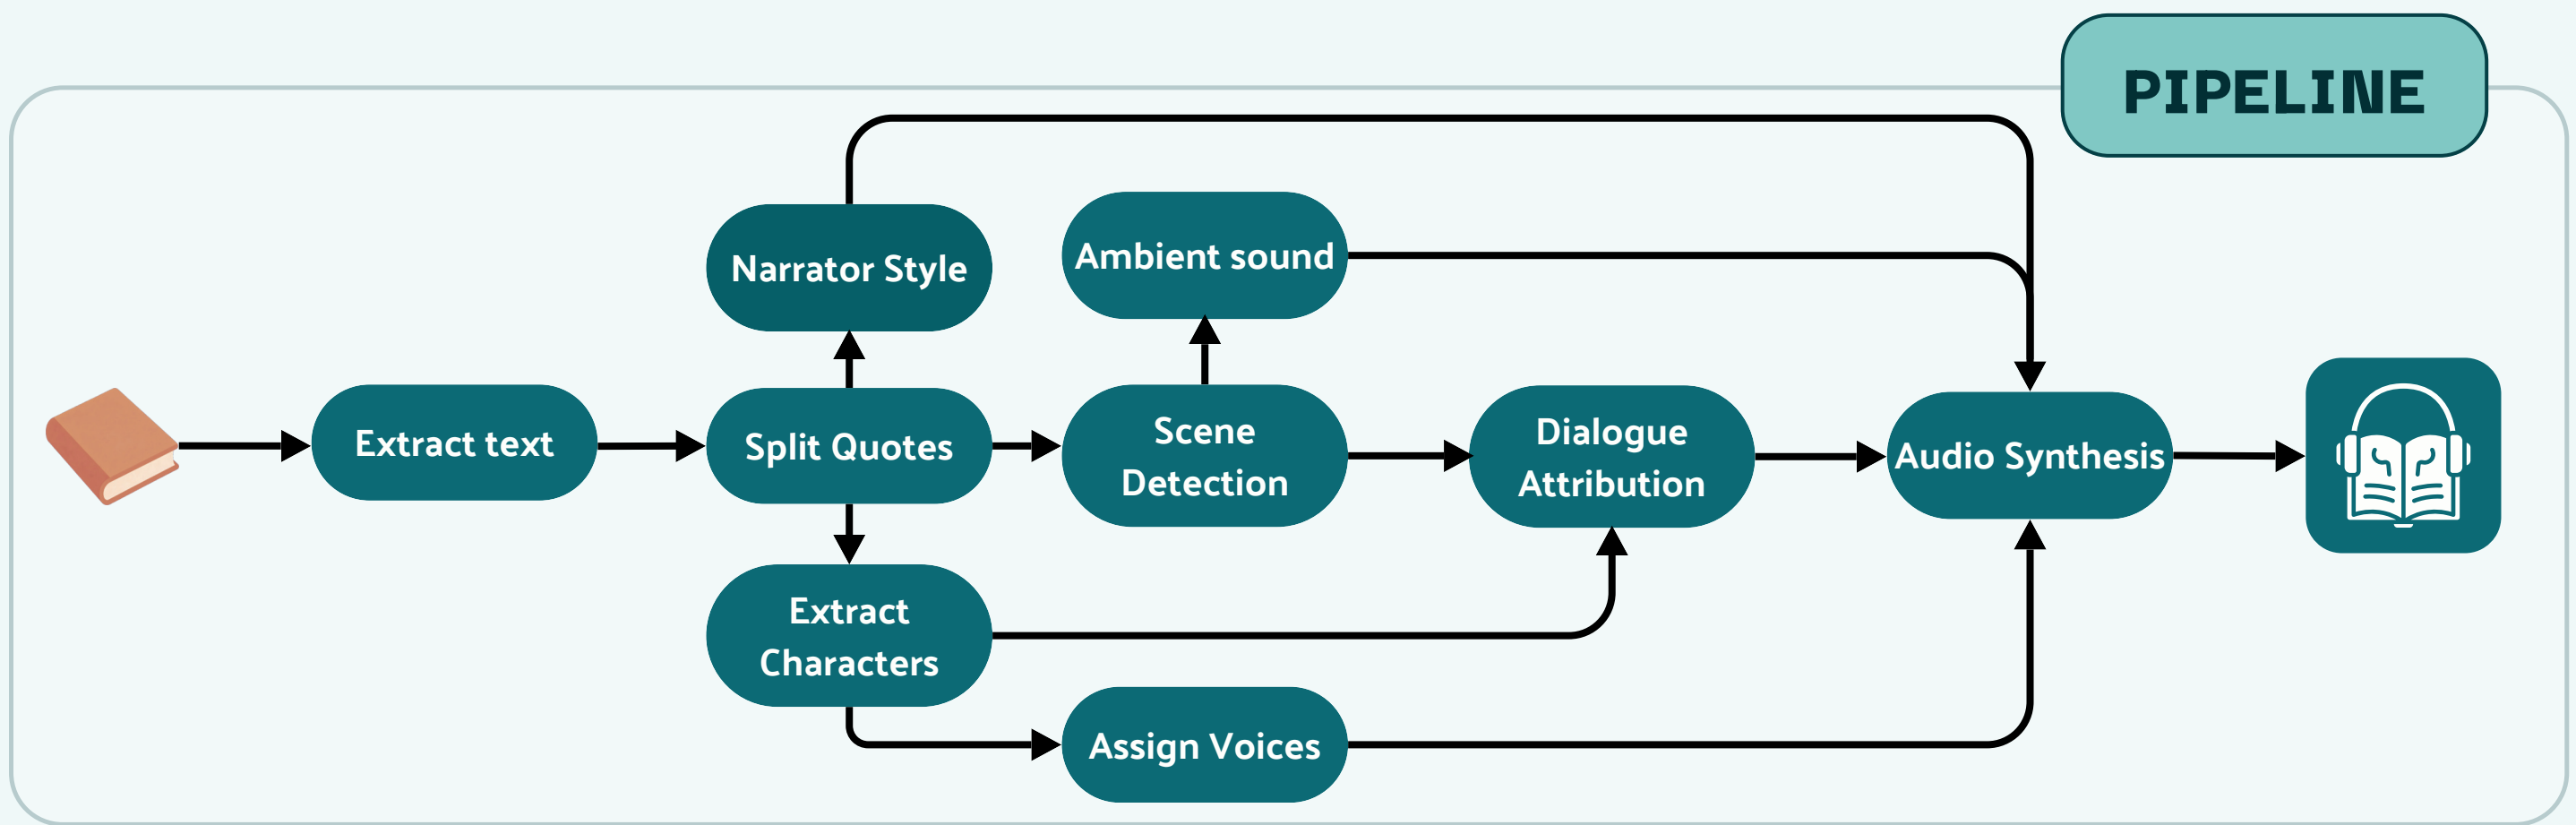 PIPELINE
Narrator Style
Ambient sound
Extract text
Split Quotes
Scene
Detection
Dialogue
Attribution
Audio Synthesis
Extract
Characters
Assign Voices